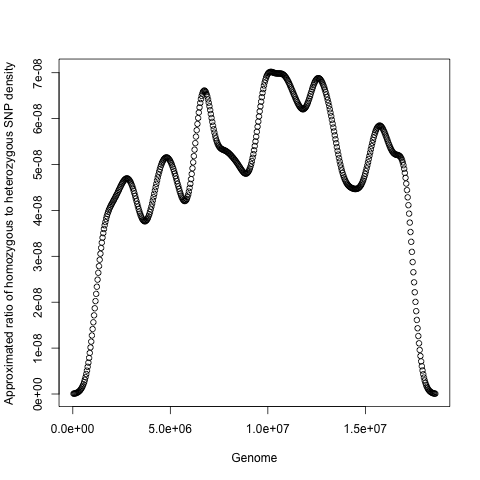 Approximated ratio of homozygous to heterozygous SNP density
7e-08
6e-08
5e-08
4e-08
3e-08
2e-08
1e-08
0e+00
0.0e+00
5.0e+06
1.0e+07
1.5e+07
Genome